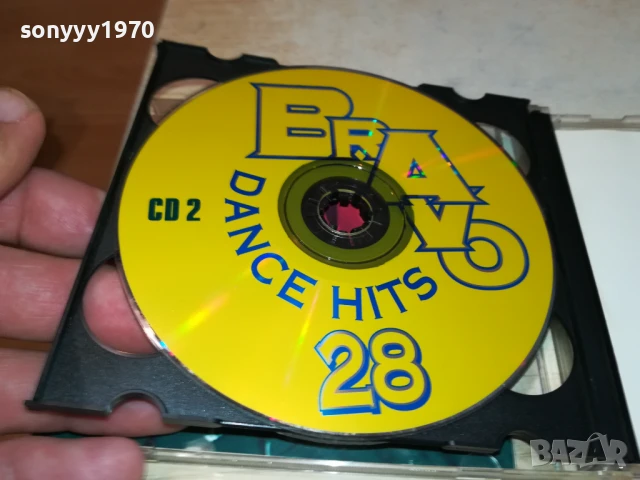 sonyyy1970
BRAVO
DANCE HITS
28
CD 2
BAZAR